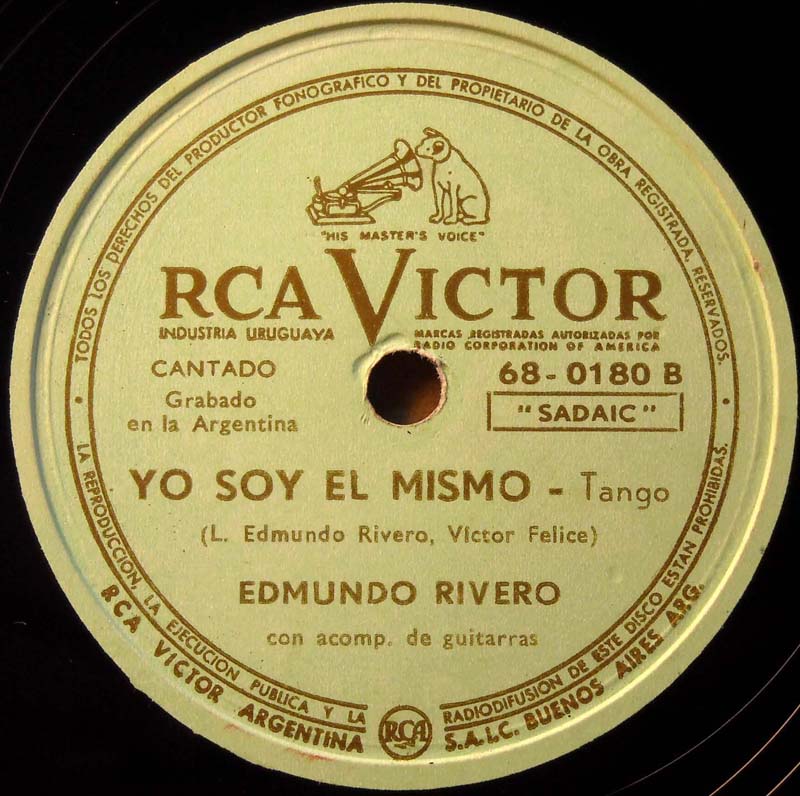 TODOS LOS DERECHOS DEL PRODUCTOR FONOGRAFICO Y DEL PROPIETARIO DE LA OBRA REGISTRADA, RESERVADOS.
"HIS MASTER'S VOICE"
RCA VICTOR
INDUSTRIA URUGUAYA
MARCAS REGISTRADAS AUTORIZADAS POR
RADIO CORPORATION OF AMERICA
CANTADO
68-0180 B
Grabado
en la Argentina
"SADAIC"
YO SOY EL MISMO - Tango
(L. Edmundo Rivero, Víctor Felice)
EDMUNDO RIVERO
con acomp. de guitarras
LA REPRODUCCION, LA EJECUCION PUBLICA Y LA RADIODIFUSION DE ESTE DISCO ESTAN PROHIBIDAS.
RCA VICTOR ARGENTINA RCA S.A.I.C. BUENOS AIRES ARG.